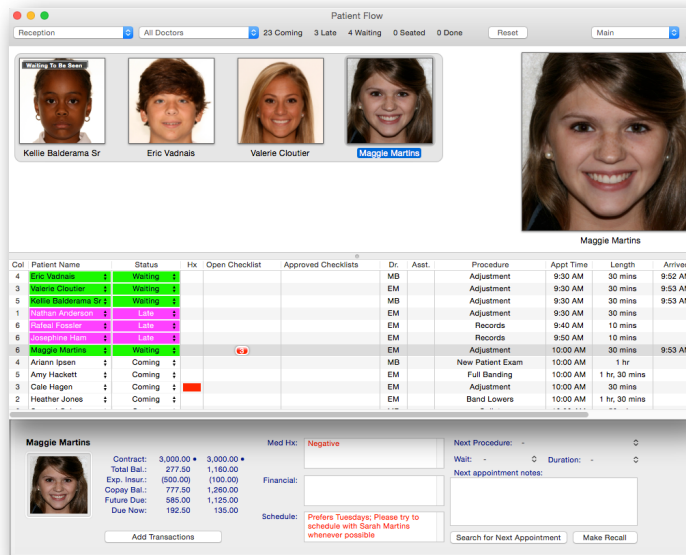 Patient Flow
Reception All Doctors 23 Coming 3 Late 4 Waiting 0 Seated 0 Done Reset Main
Waiting To Be Seen
Kellie Balderama Sr Eric Vadnais Valerie Cloutier Maggie Martins
Maggie Martins
Col Patient Name Status Hx Open Checklist Approved Checklists Dr. Asst. Procedure Appt Time Length Arrived
4 Eric Vadnais Waiting MB Adjustment 9:30 AM 30 mins 9:52 AM
3 Valerie Cloutier Waiting EM Adjustment 9:30 AM 30 mins 9:53 AM
5 Kellie Balderama Sr Waiting EM Adjustment 9:30 AM 30 mins 9:53 AM
1 Nathan Anderson Late EM Adjustment 9:30 AM 30 mins
6 Rafeal Fossler Late EM Records 9:40 AM 10 mins
6 Josephine Ham Late EM Records 9:50 AM 10 mins
6 Maggie Martins Waiting 3 EM Adjustment 10:00 AM 30 mins 9:53 AM
4 Ariann Ipsen Coming MB New Patient Exam 10:00 AM 1 hr
5 Amy Hackett Coming EM Full Banding 10:00 AM 1 hr, 30 mins
3 Cale Hagen Coming EM Adjustment 10:00 AM 30 mins
2 Heather Jones Coming EM Band Lowers 10:00 AM 1 hr, 30 mins
Maggie Martins Med Hx: Negative Next Procedure: -
Contract: 3,000.00 • 3,000.00 • Wait: - Duration: -
Total Bal.: 277.50 1,160.00 Next appointment notes:
Exp. Insur.: (500.00) (100.00) Financial:
Copay Bal.: 777.50 1,260.00
Future Due: 585.00 1,125.00
Due Now: 192.50 135.00 Schedule: Prefers Tuesdays; Please try to
schedule with Sarah Martins
whenever possible
Add Transactions Search for Next Appointment Make Recall